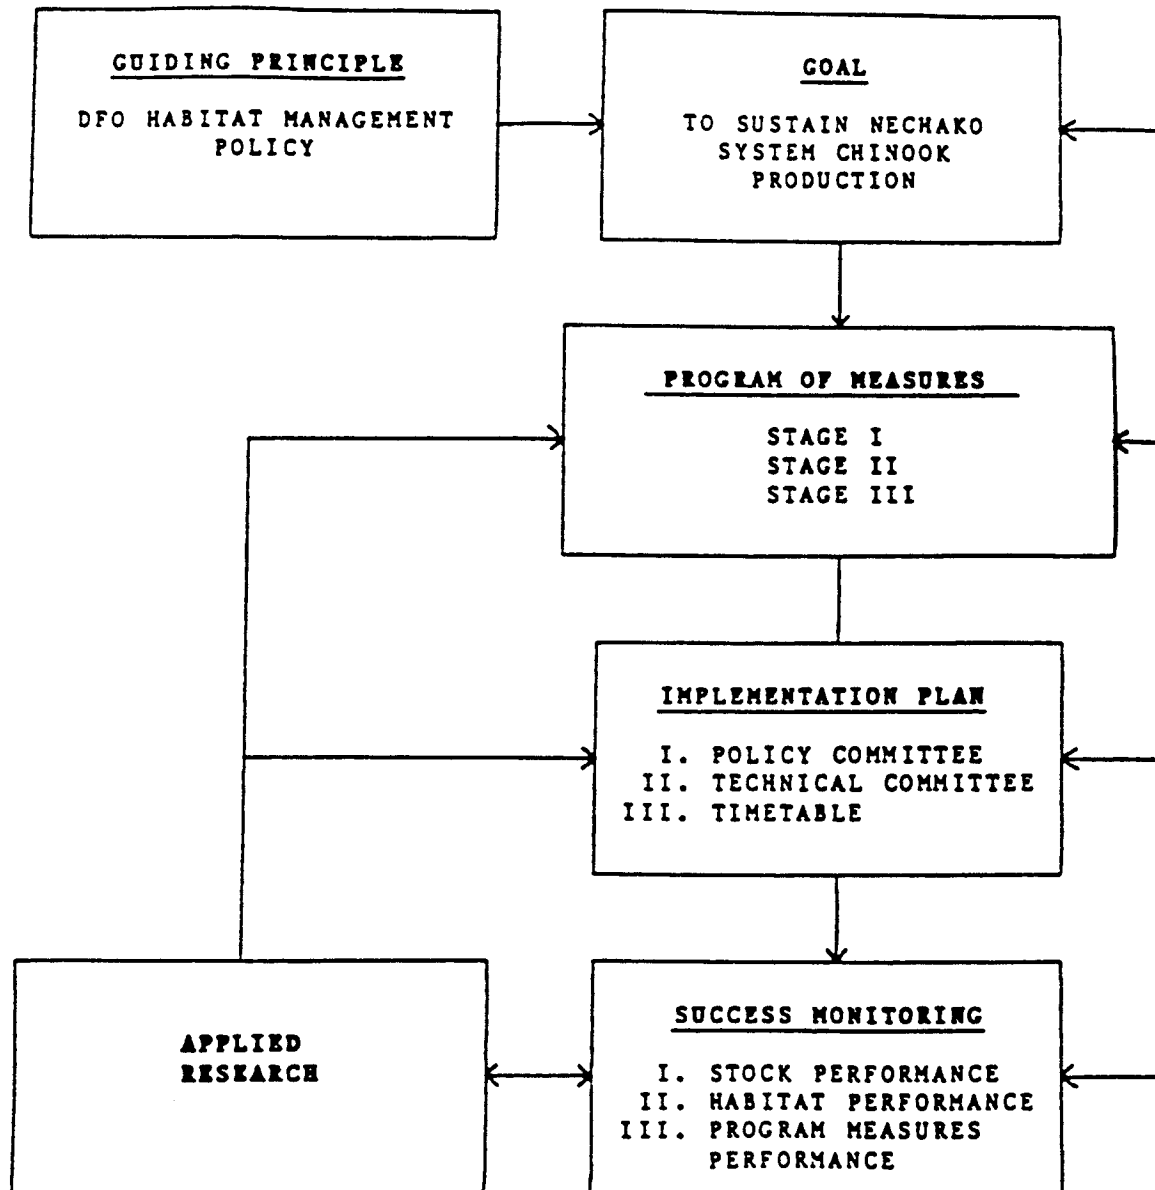 GUIDING PRINCIPLE
DFO HABITAT MANAGEMENT
POLICY
GOAL
TO SUSTAIN NECHAKO
SYSTEM CHINOOK
PRODUCTION
PROGRAM OF MEASURES
STAGE I
STAGE II
STAGE III
IMPLEMENTATION PLAN
I. POLICY COMMITTEE
II. TECHNICAL COMMITTEE
III. TIMETABLE
APPLIED
RESEARCH
SUCCESS MONITORING
I. STOCK PERFORMANCE
II. HABITAT PERFORMANCE
III. PROGRAM MEASURES
PERFORMANCE